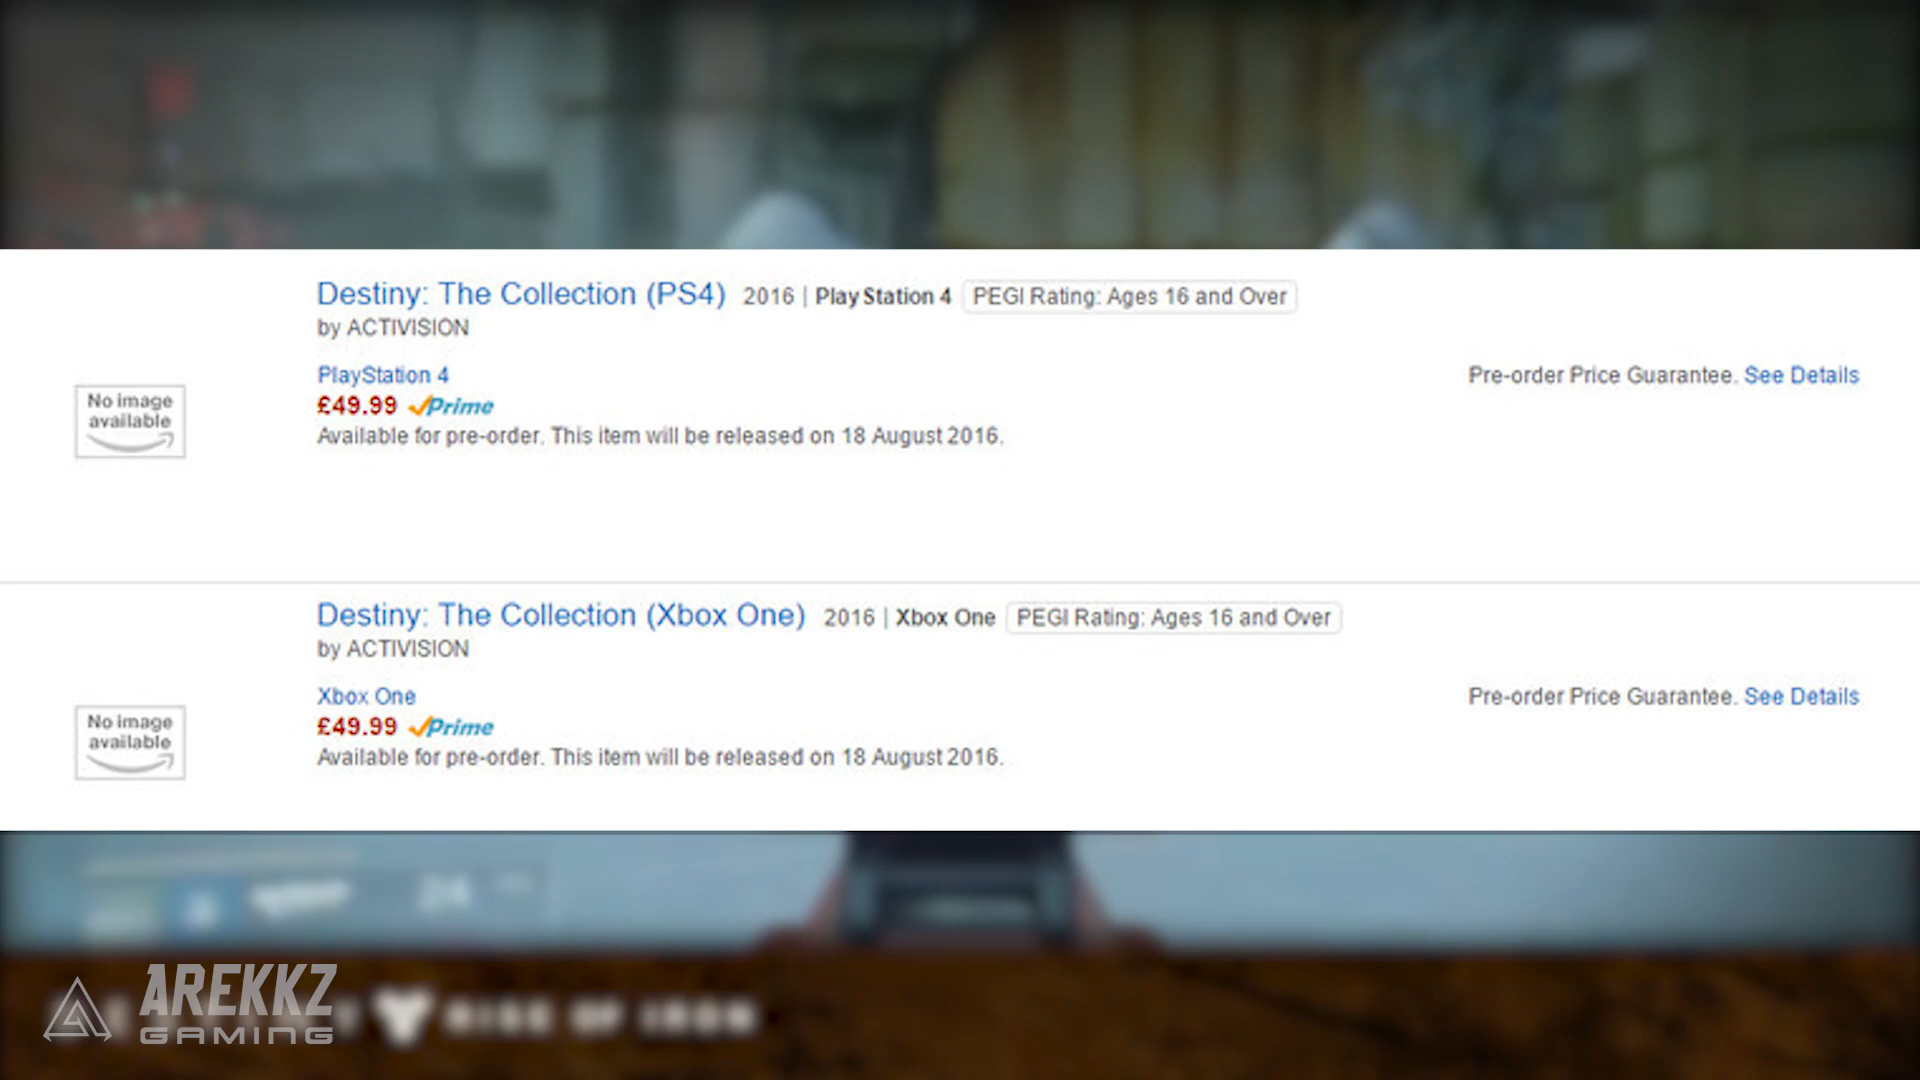 Destiny: The Collection (PS4) 2016 | PlayStation 4 PEGI Rating: Ages 16 and Over
by ACTIVISION
PlayStation 4
Pre-order Price Guarantee. See Details
No image
available
£49.99 Prime
Available for pre-order. This item will be released on 18 August 2016.
Destiny: The Collection (Xbox One) 2016 | Xbox One PEGI Rating: Ages 16 and Over
by ACTIVISION
Xbox One
Pre-order Price Guarantee. See Details
No image
available
£49.99 Prime
Available for pre-order. This item will be released on 18 August 2016.
24
AREKKZ
GAMING
RISE OF IRON